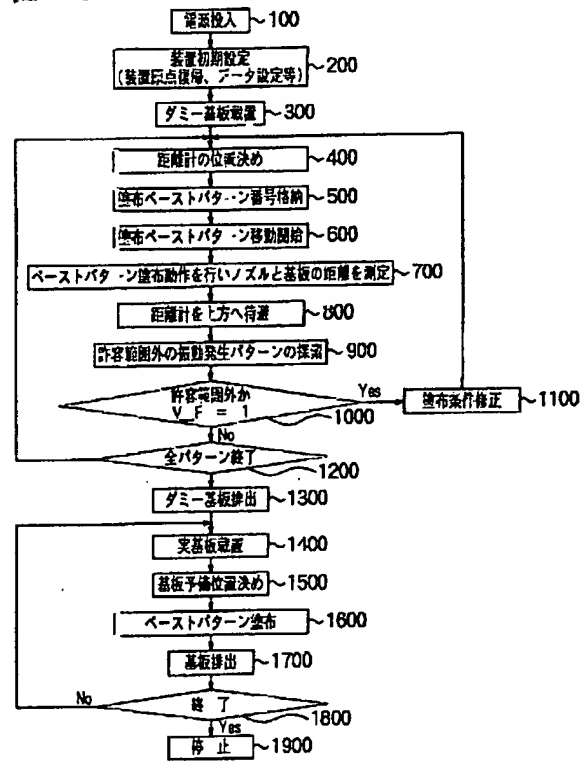 電源投入 ~100
装置初期設定
(装置原点復帰、データ設定等) ~200
ダミー基板載置 ~300
距離計の位置決め ~400
塗布ペーストパターン番号格納 ~500
塗布ペーストパターン移動開始 ~600
ペーストパターン塗布動作を行いノズルと基板の距離を測定 ~700
距離計を上方へ待避 ~800
許容範囲外の振動発生パターンの探索 ~900
許容範囲外か
V_F = 1
1000
Yes
塗布条件修正 ~1100
No
全パターン終了
1200
ダミー基板排出 ~1300
実基板載置 ~1400
基板予備位置決め ~1500
ペーストパターン塗布 ~1600
基板排出 ~1700
No
終了
1800
Yes
停止 ~1900